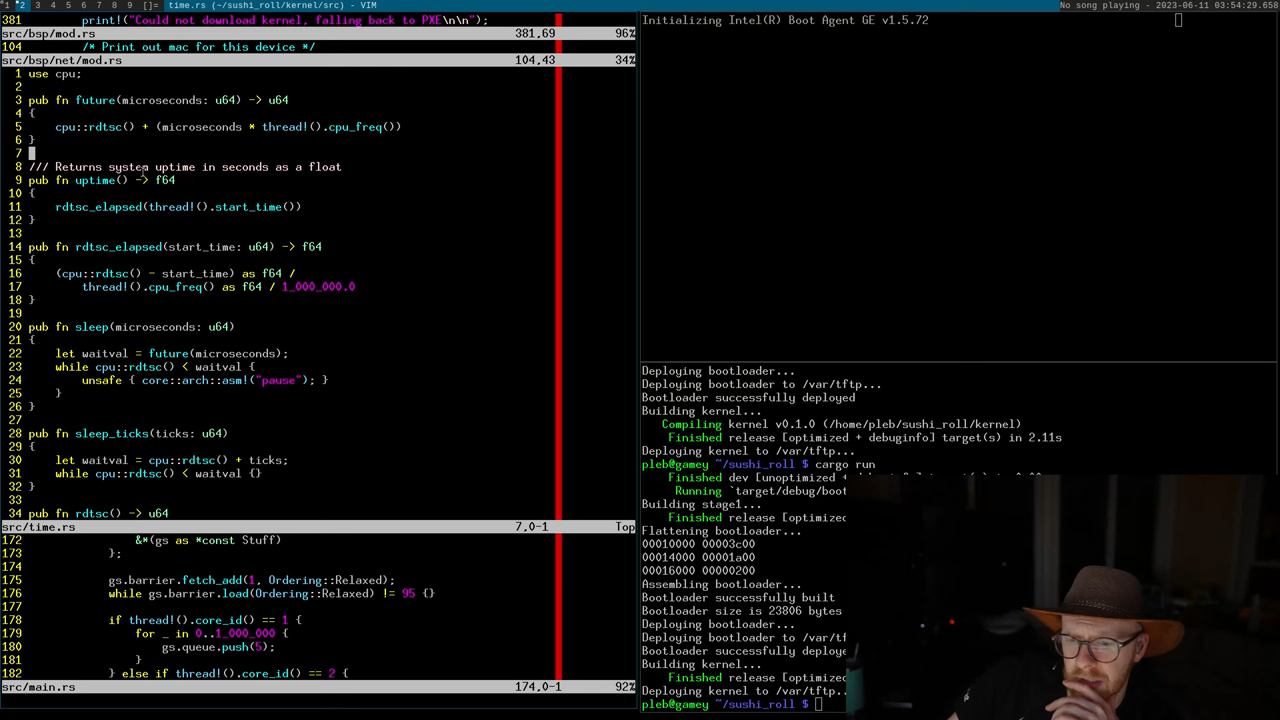 1 2 3 4 5 6 7 8 9 []= time.rs (~/sushi_roll/kernel/src) - VIM
No song playing - 2023-06-11 03:54:29.658
381         print!("Could not download kernel, falling back to PXE\n\n");
src/bsp/mod.rs 381,69 96%
104         /* Print out mac for this device */
src/bsp/net/mod.rs 104,43 34%
1 use cpu;
2
3 pub fn future(microseconds: u64) -> u64
4 {
5     cpu::rdtsc() + (microseconds * thread!().cpu_freq())
6 }
7
8 /// Returns system uptime in seconds as a float
9 pub fn uptime() -> f64
10 {
11     rdtsc_elapsed(thread!().start_time())
12 }
13
14 pub fn rdtsc_elapsed(start_time: u64) -> f64
15 {
16     (cpu::rdtsc() - start_time) as f64 /
17         thread!().cpu_freq() as f64 / 1_000_000.0
18 }
19
20 pub fn sleep(microseconds: u64)
21 {
22     let waitval = future(microseconds);
23     while cpu::rdtsc() < waitval {
24         unsafe { core::arch::asm!("pause"); }
25     }
26 }
27
28 pub fn sleep_ticks(ticks: u64)
29 {
30     let waitval = cpu::rdtsc() + ticks;
31     while cpu::rdtsc() < waitval {}
32 }
33
34 pub fn rdtsc() -> u64
src/time.rs 7,0-1 Top
172                 &*(gs as *const Stuff)
173             };
174
175             gs.barrier.fetch_add(1, Ordering::Relaxed);
176             while gs.barrier.load(Ordering::Relaxed) != 95 {}
177
178             if thread!().core_id() == 1 {
179                 for _ in 0..1_000_000 {
180                     gs.queue.push(5);
181                 }
182             } else if thread!().core_id() == 2 {
src/main.rs 174,0-1 92%
Initializing Intel(R) Boot Agent GE v1.5.72
Deploying bootloader...
Deploying bootloader to /var/tftp...
Bootloader successfully deployed
Building kernel...
Compiling kernel v0.1.0 (/home/pleb/sushi_roll/kernel)
Finished release [optimized + debuginfo] target(s) in 2.11s
Deploying kernel to /var/tftp...
pleb@gamey ~/sushi_roll $ cargo run
Finished dev [unoptimized
Running `target/debug/boot
Building stage1...
Finished release [optimized
Flattening bootloader...
00010000 00003c00
00014000 00001a00
00016000 00000200
Assembling bootloader...
Bootloader successfully built
Bootloader size is 23806 bytes
Deploying bootloader...
Deploying bootloader to /var/tf
Bootloader successfully deploye
Building kernel...
Finished release [optimized
Deploying kernel to /var/tftp...
pleb@gamey ~/sushi_roll $